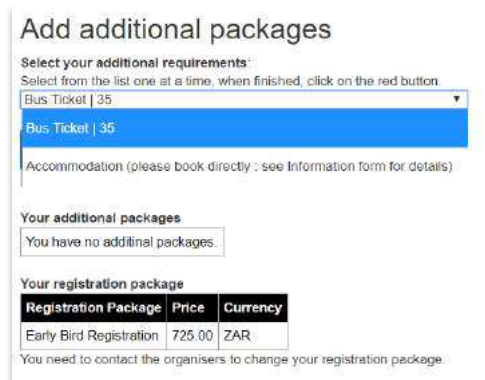 Add additional packages
Select your additional requirements:
Select from the list one at a time, when finished, click on the red button
Bus Ticket | 35
Bus Ticket | 35
Accommodation (please book directly : see Information form for details)
Your additional packages
You have no additinal packages.
Your registration package
Registration Package Price Currency
Early Bird Registration 725.00 ZAR
You need to contact the organisers to change your registration package.